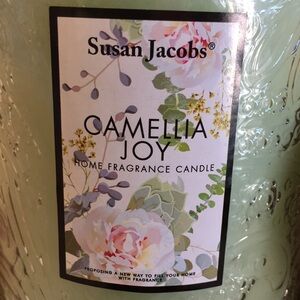 Susan Jacobs®
CAMELLIA
JOY
HOME FRAGRANCE CANDLE
PROPOSING A NEW WAY TO FILL YOUR HOME
WITH FRAGRANCE